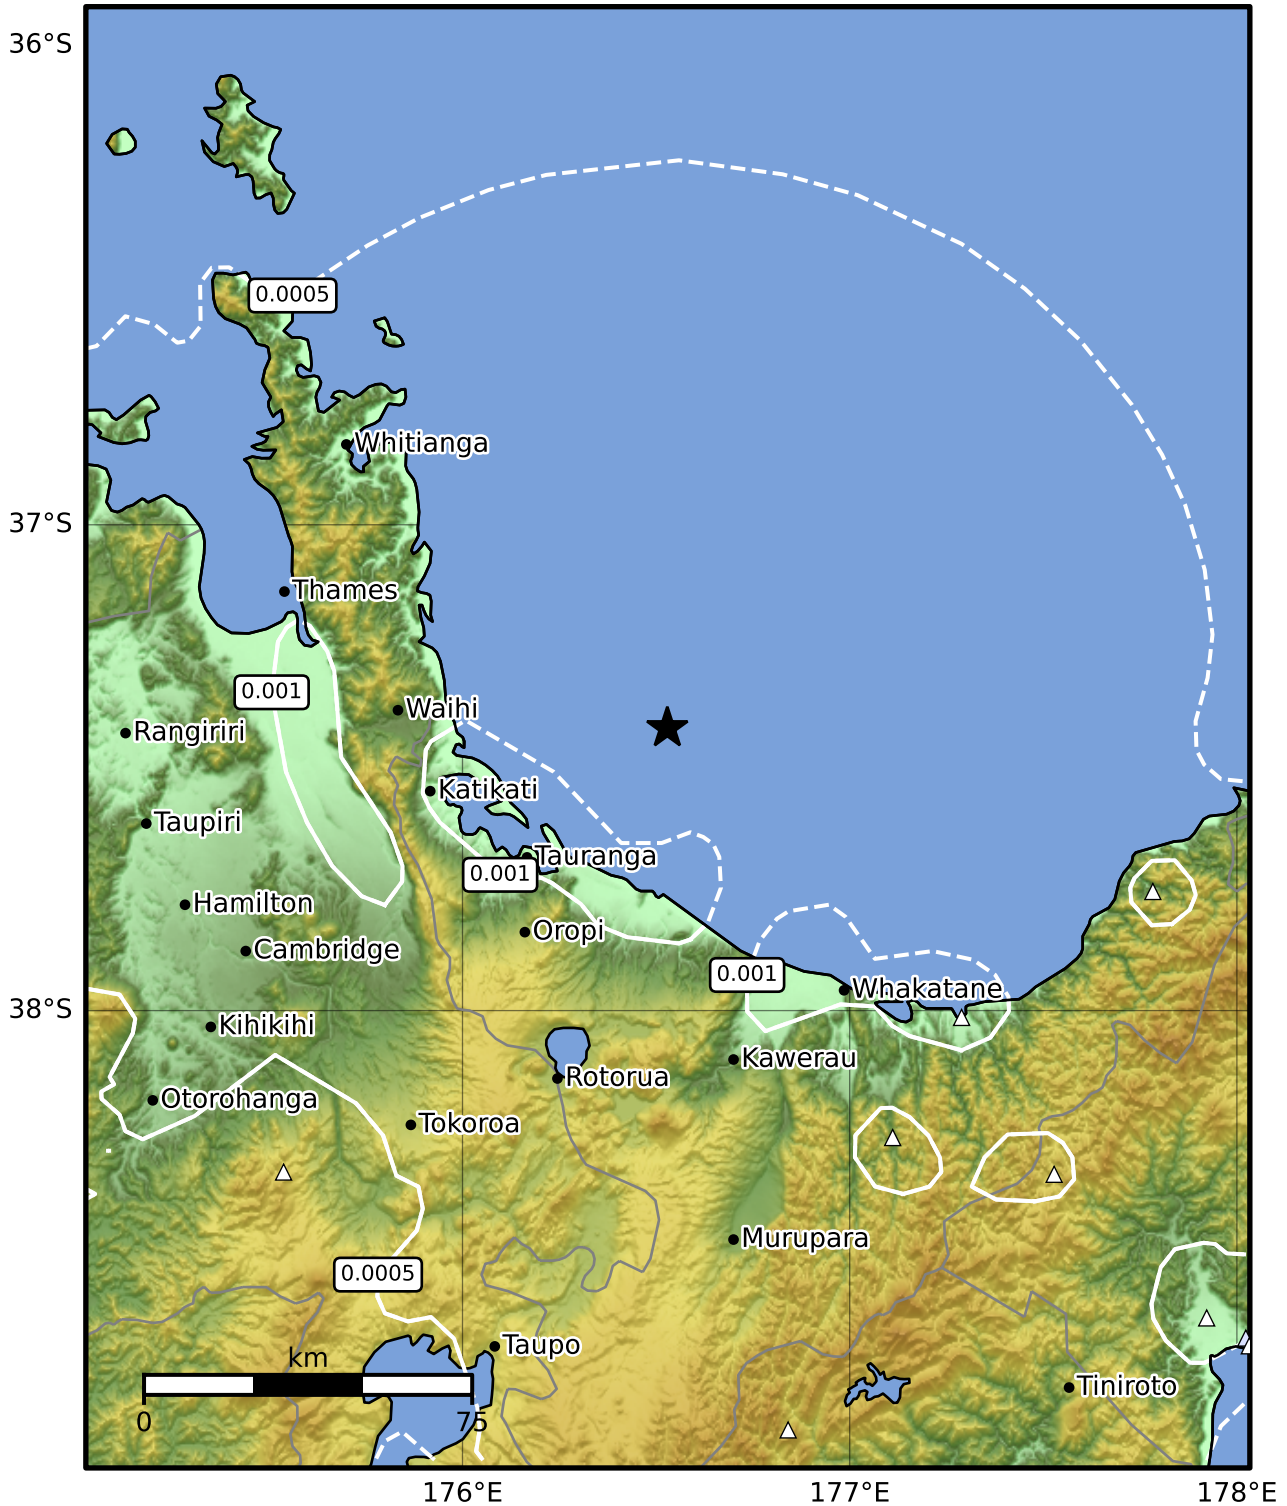 36°S
0.0005
Whitianga
37°S
Thames
0.001
Waihi
Rangiriri
Katikati
Taupiri
Tauranga
0.001
Hamilton
Oropi
Cambridge
0.001
Whakatane
38°S
Kihikihi
Kawerau
Rotorua
Otorohanga
Tokoroa
Murupara
0.0005
Taupo
km
Tiniroto
0 75
176°E 177°E 178°E